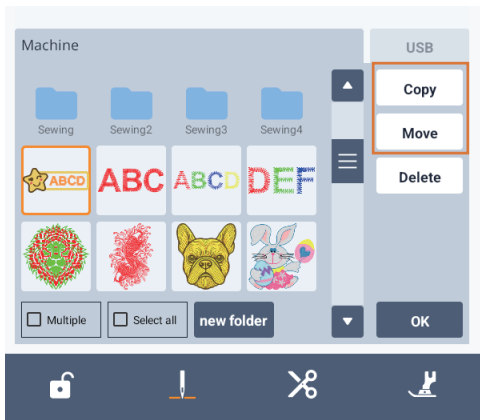 Machine
USB
Copy
Move
Delete
Sewing
Sewing2
Sewing3
Sewing4
ABCD
ABC
ABCD
DEF
Multiple
Select all
new folder
OK